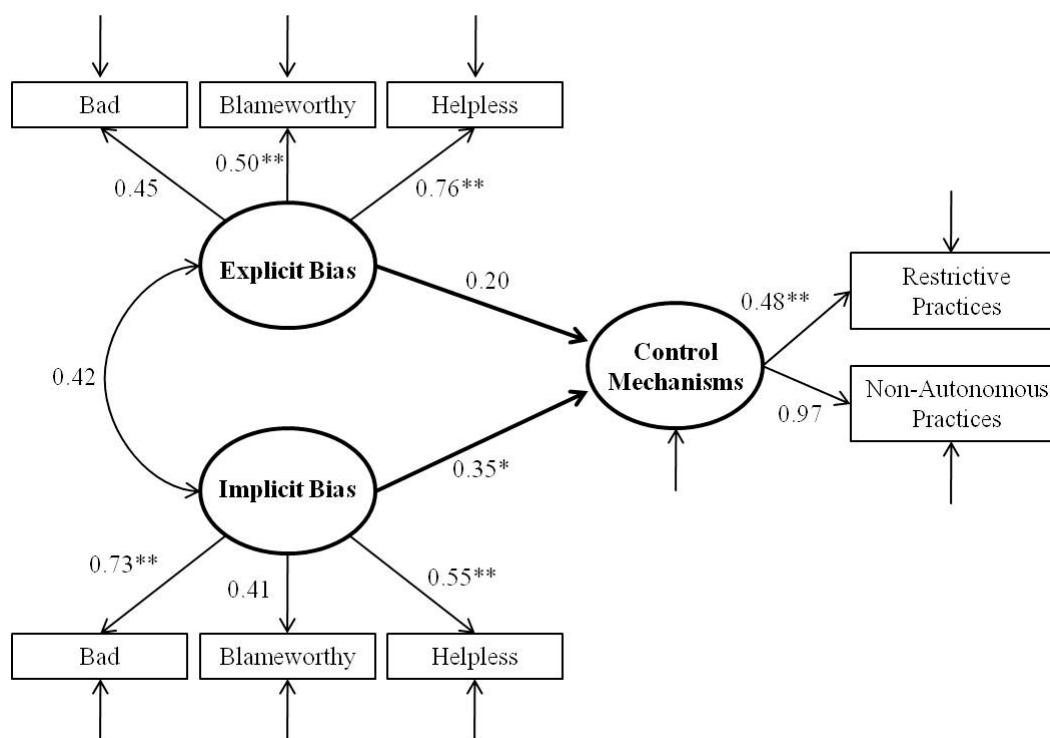 Bad
Blameworthy
Helpless
0.45
0.50**
0.76**
Explicit Bias
0.20
0.42
Control
Mechanisms
0.48**
Restrictive
Practices
0.97
Non-Autonomous
Practices
Implicit Bias
0.35*
0.73**
0.41
0.55**
Bad
Blameworthy
Helpless